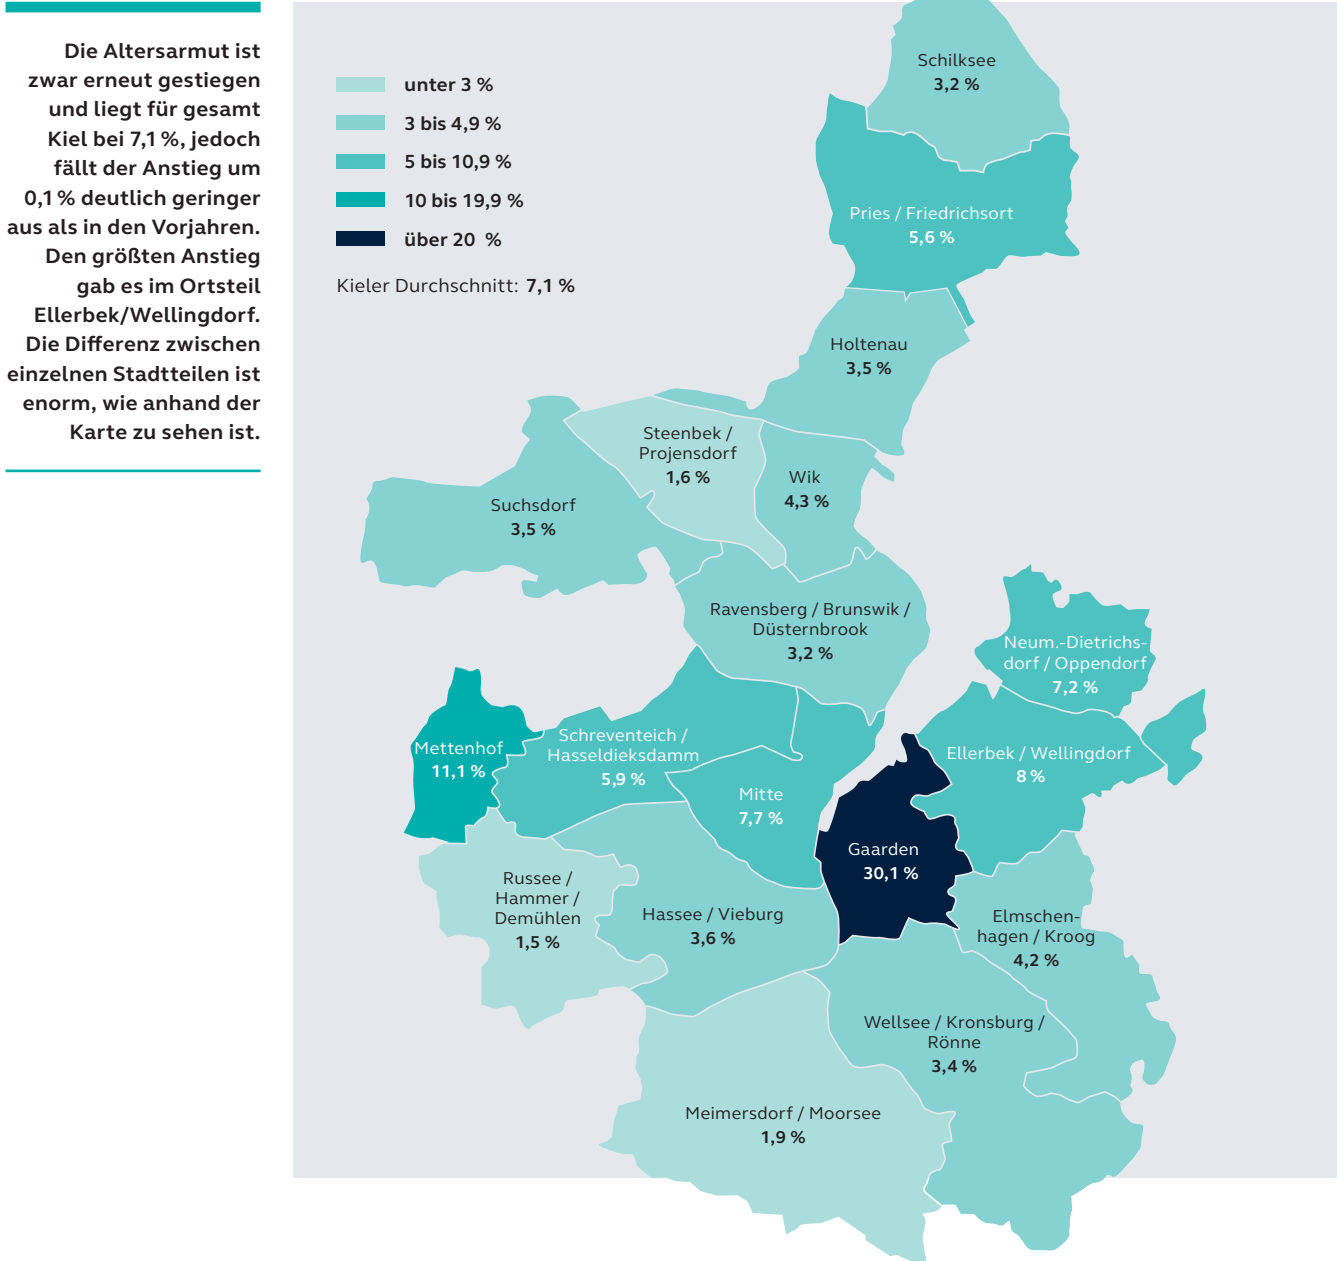 Die Altersarmut ist
zwar erneut gestiegen
und liegt für gesamt
Kiel bei 7,1 %, jedoch
fällt der Anstieg um
0,1 % deutlich geringer
aus als in den Vorjahren.
Den größten Anstieg
gab es im Ortsteil
Ellerbek/Wellingdorf.
Die Differenz zwischen
einzelnen Stadtteilen ist
enorm, wie anhand der
Karte zu sehen ist.
unter 3 %
3 bis 4,9 %
5 bis 10,9 %
10 bis 19,9 %
über 20 %
Kieler Durchschnitt: 7,1 %
Schilksee
3,2 %
Pries / Friedrichsort
5,6 %
Holtenau
3,5 %
Steenbek /
Projensdorf
1,6 %
Wik
4,3 %
Suchsdorf
3,5 %
Ravensberg / Brunswik /
Düsternbrook
3,2 %
Neum.-Dietrichs-
dorf / Oppendorf
7,2 %
Mettenhof
11,1 %
Schreventeich /
Hasseldieksdamm
5,9 %
Ellerbek / Wellingdorf
8 %
Mitte
7,7 %
Gaarden
30,1 %
Russee /
Hammer /
Demühlen
1,5 %
Hassee / Vieburg
3,6 %
Elmschen-
hagen / Kroog
4,2 %
Wellsee / Kronsburg /
Rönne
3,4 %
Meimersdorf / Moorsee
1,9 %